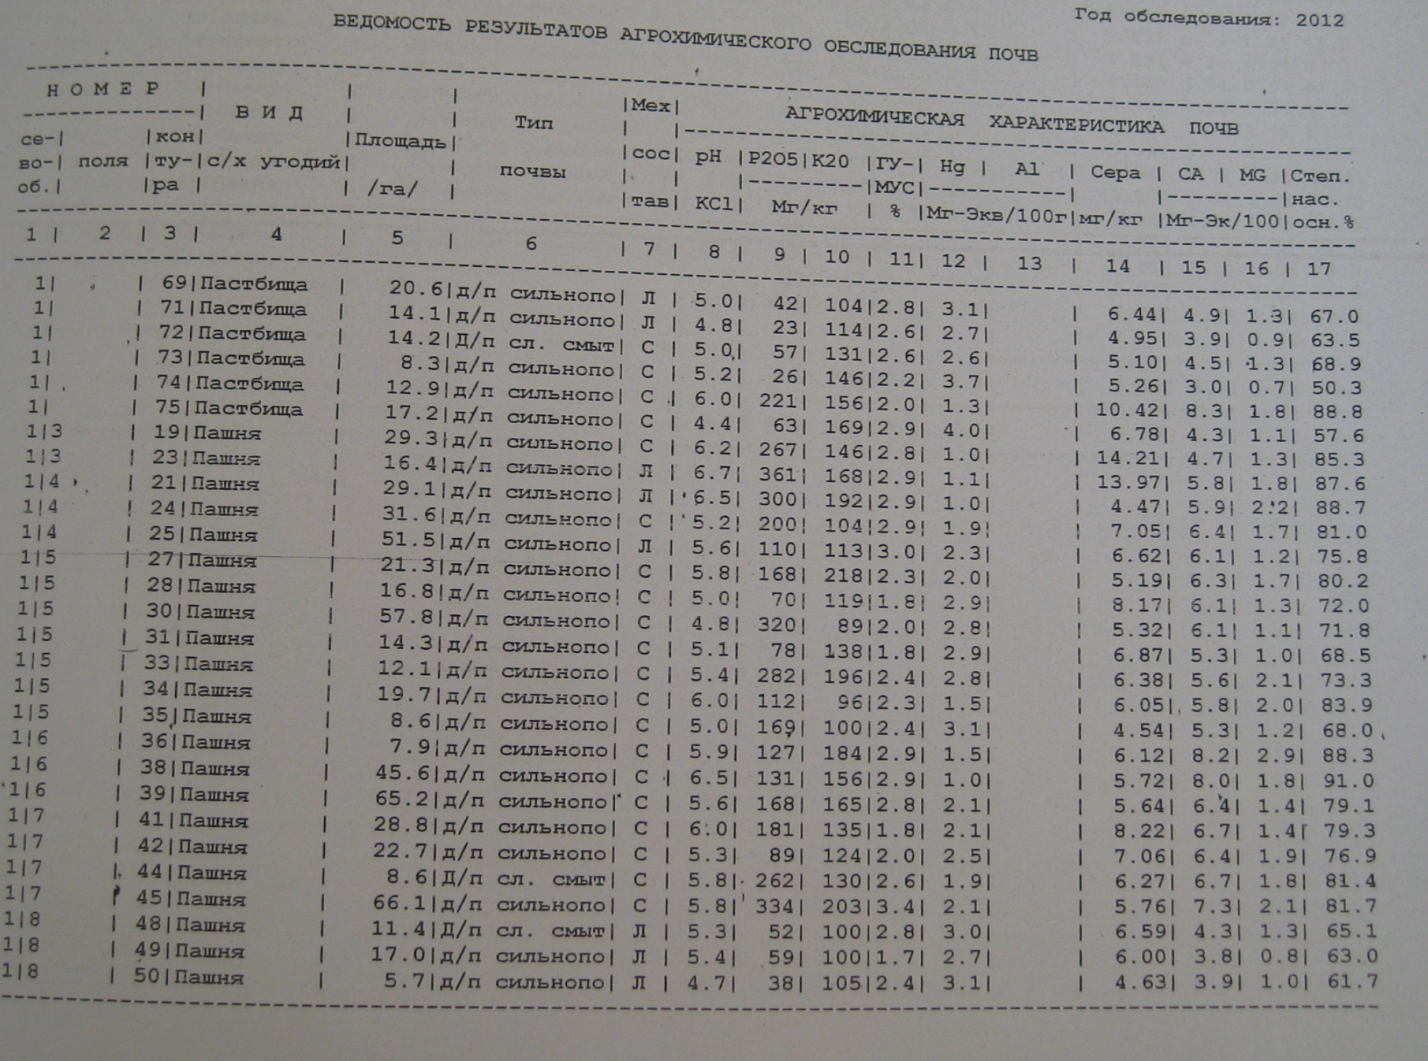 Год обследования: 2012
ВЕДОМОСТЬ РЕЗУЛЬТАТОВ АГРОХИМИЧЕСКОГО ОБСЛЕДОВАНИЯ ПОЧВ
Н О М Е Р | | | |Мех| АГРОХИМИЧЕСКАЯ ХАРАКТЕРИСТИКА ПОЧВ
се-| |кон| В И Д |Площадь| Тип | |
во-| поля |ту-|с/х угодий| | почвы |сос| pH |P2O5|K20 |ГУ-| Hg | Al | Сера | CA | MG |Степ.
об.| |ра | | /га/ | | | | |МУС| | |нас.
|тав| KCl| Мг/кг | % |Мг-Экв/100г|мг/кг |Мг-Эк/100|осн.%
1 | 2 | 3 | 4 | 5 | 6 | 7 | 8 | 9 | 10 | 11| 12 | 13 | 14 | 15 | 16 | 17
1| | 69|Пастбища | 20.6|д/п сильнопо| Л | 5.0| 42| 104|2.8| 3.1| | 6.44| 4.9| 1.3| 67.0
1| | 71|Пастбища | 14.1|д/п сильнопо| Л | 4.8| 23| 114|2.6| 2.7| | 4.95| 3.9| 0.9| 63.5
1| | 72|Пастбища | 14.2|Д/п сл. смыт| С | 5.0| 57| 131|2.6| 2.6| | 5.10| 4.5| 1.3| 68.9
1| | 73|Пастбища | 8.3|д/п сильнопо| С | 5.2| 26| 146|2.2| 3.7| | 5.26| 3.0| 0.7| 50.3
1| | 74|Пастбища | 12.9|д/п сильнопо| С | 6.0| 221| 156|2.0| 1.3| | 10.42| 8.3| 1.8| 88.8
1| | 75|Пастбища | 17.2|д/п сильнопо| С | 4.4| 63| 169|2.9| 4.0| | 6.78| 4.3| 1.1| 57.6
1|3 | 19|Пашня | 29.3|д/п сильнопо| С | 6.2| 267| 146|2.8| 1.0| | 14.21| 4.7| 1.3| 85.3
1|3 | 23|Пашня | 16.4|д/п сильнопо| Л | 6.7| 361| 168|2.9| 1.1| | 13.97| 5.8| 1.8| 87.6
1|4 | 21|Пашня | 29.1|д/п сильнопо| Л | 6.5| 300| 192|2.9| 1.0| | 4.47| 5.9| 2.2| 88.7
1|4 | 24|Пашня | 31.6|д/п сильнопо| С | 5.2| 200| 104|2.9| 1.9| | 7.05| 6.4| 1.7| 81.0
1|4 | 25|Пашня | 51.5|д/п сильнопо| Л | 5.6| 110| 113|3.0| 2.3| | 6.62| 6.1| 1.2| 75.8
1|5 | 27|Пашня | 21.3|д/п сильнопо| С | 5.8| 168| 218|2.3| 2.0| | 5.19| 6.3| 1.7| 80.2
1|5 | 28|Пашня | 16.8|д/п сильнопо| С | 5.0| 70| 119|1.8| 2.9| | 8.17| 6.1| 1.3| 72.0
1|5 | 30|Пашня | 57.8|д/п сильнопо| С | 4.8| 320| 89|2.0| 2.8| | 5.32| 6.1| 1.1| 71.8
1|5 | 31|Пашня | 14.3|д/п сильнопо| С | 5.1| 78| 138|1.8| 2.9| | 6.87| 5.3| 1.0| 68.5
1|5 | 33|Пашня | 12.1|д/п сильнопо| С | 5.4| 282| 196|2.4| 2.8| | 6.38| 5.6| 2.1| 73.3
1|5 | 34|Пашня | 19.7|д/п сильнопо| С | 6.0| 112| 96|2.3| 1.5| | 6.05| 5.8| 2.0| 83.9
1|5 | 35|Пашня | 8.6|д/п сильнопо| С | 5.0| 169| 100|2.4| 3.1| | 4.54| 5.3| 1.2| 68.0
1|6 | 36|Пашня | 7.9|д/п сильнопо| С | 5.9| 127| 184|2.9| 1.5| | 6.12| 8.2| 2.9| 88.3
1|6 | 38|Пашня | 45.6|д/п сильнопо| С | 6.5| 131| 156|2.9| 1.0| | 5.72| 8.0| 1.8| 91.0
1|6 | 39|Пашня | 65.2|д/п сильнопо| С | 5.6| 168| 165|2.8| 2.1| | 5.64| 6.4| 1.4| 79.1
1|7 | 41|Пашня | 28.8|д/п сильнопо| С | 6.0| 181| 135|1.8| 2.1| | 8.22| 6.7| 1.4| 79.3
1|7 | 42|Пашня | 22.7|д/п сильнопо| С | 5.3| 89| 124|2.0| 2.5| | 7.06| 6.4| 1.9| 76.9
1|7 | 44|Пашня | 8.6|Д/п сл. смыт| С | 5.8| 262| 130|2.6| 1.9| | 6.27| 6.7| 1.8| 81.4
1|7 | 45|Пашня | 66.1|д/п сильнопо| С | 5.8| 334| 203|3.4| 2.1| | 5.76| 7.3| 2.1| 81.7
1|8 | 48|Пашня | 11.4|Д/п сл. смыт| Л | 5.3| 52| 100|2.8| 3.0| | 6.59| 4.3| 1.3| 65.1
1|8 | 49|Пашня | 17.0|д/п сильнопо| Л | 5.4| 59| 100|1.7| 2.7| | 6.00| 3.8| 0.8| 63.0
1|8 | 50|Пашня | 5.7|д/п сильнопо| Л | 4.7| 38| 105|2.4| 3.1| | 4.63| 3.9| 1.0| 61.7